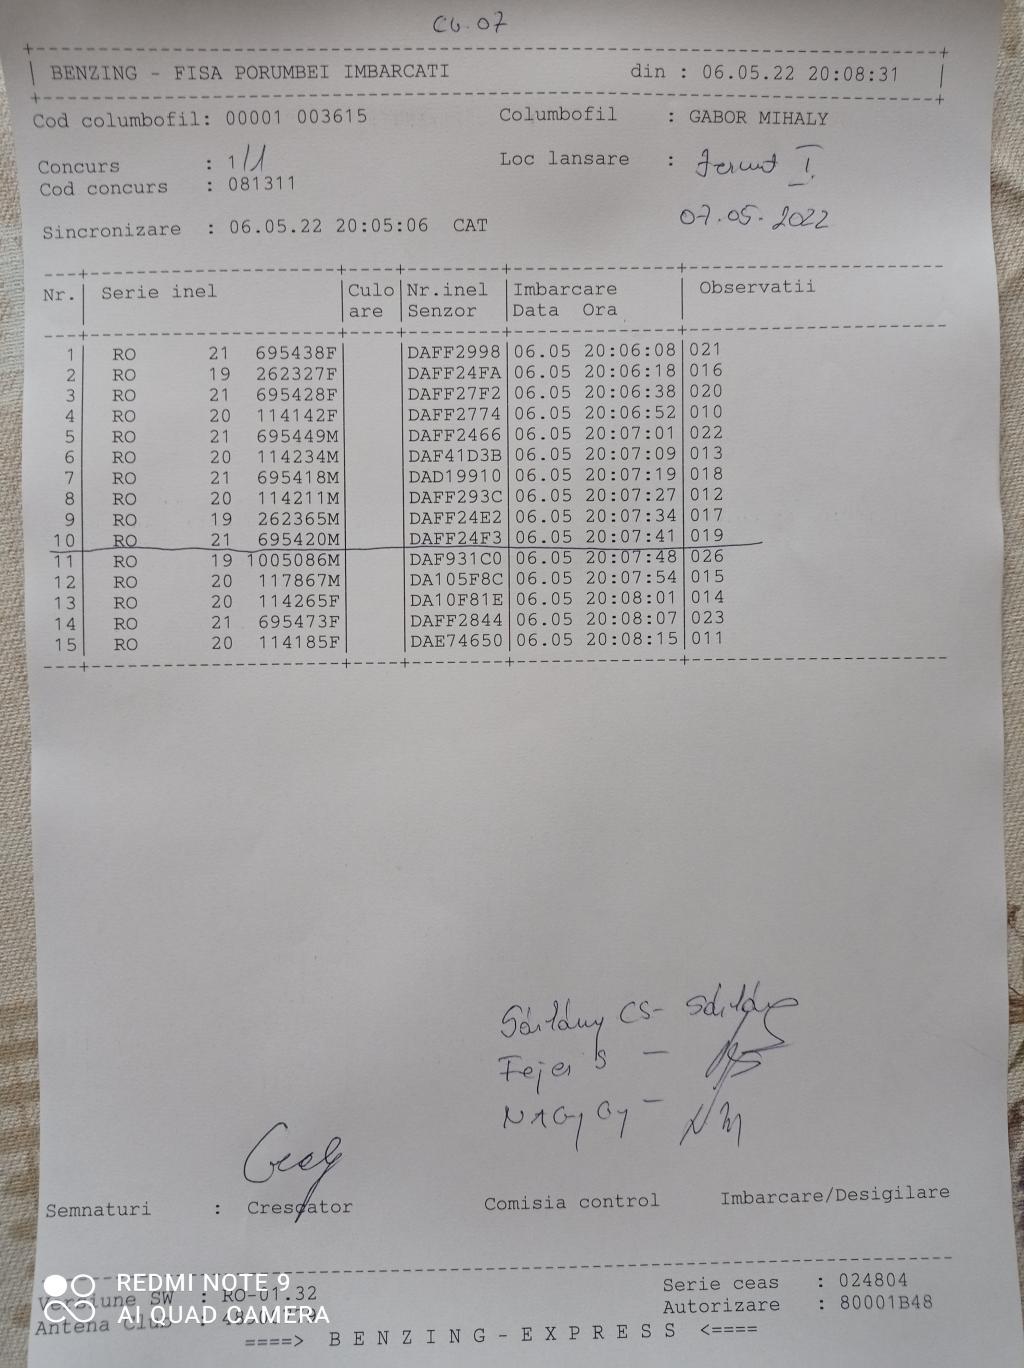 CG.07
BENZING - FISA PORUMBEI IMBARCATI din : 06.05.22 20:08:31
Cod columbofil: 00001 003615 Columbofil : GABOR MIHALY
Concurs : 1/1 Loc lansare : Iernut I.
Cod concurs : 081311
07.05.2022
Sincronizare : 06.05.22 20:05:06 CAT
Nr. Serie inel Culo Nr.inel Imbarcare Observatii
are Senzor Data Ora
1 RO 21 695438F DAFF2998 06.05 20:06:08 021
2 RO 19 262327F DAFF24FA 06.05 20:06:18 016
3 RO 21 695428F DAFF27F2 06.05 20:06:38 020
4 RO 20 114142F DAFF2774 06.05 20:06:52 010
5 RO 21 695449M DAFF2466 06.05 20:07:01 022
6 RO 20 114234M DAF41D3B 06.05 20:07:09 013
7 RO 21 695418M DAD19910 06.05 20:07:19 018
8 RO 20 114211M DAFF293C 06.05 20:07:27 012
9 RO 19 262365M DAFF24E2 06.05 20:07:34 017
10 RO 21 695420M DAFF24F3 06.05 20:07:41 019
11 RO 19 1005086M DAF931C0 06.05 20:07:48 026
12 RO 20 117867M DA105F8C 06.05 20:07:54 015
13 RO 20 114265F DA10F81E 06.05 20:08:01 014
14 RO 21 695473F DAFF2844 06.05 20:08:07 023
15 RO 20 114185F DAE74650 06.05 20:08:15 011
CS-
Fejer S -
NAGY GY -
Semnaturi : Crescator Comisia control Imbarcare/Desigilare
Versiune SW : RO-01.32 Serie ceas : 024804
Antena Club : Autorizare : 80001B48
====> BENZING-EXPRESS <====
REDMI NOTE 9
AI QUAD CAMERA